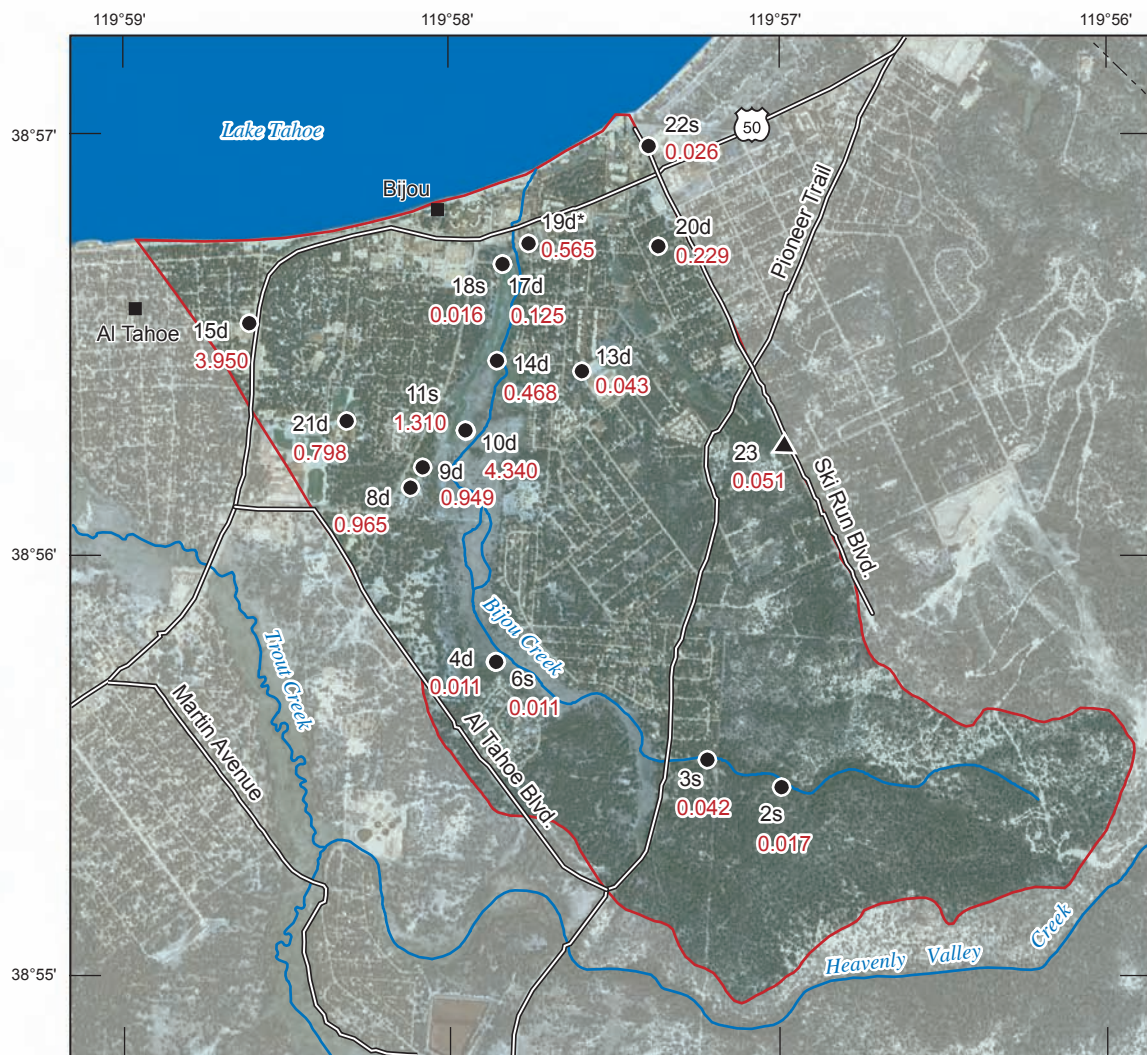 119°59' 119°58' 119°57' 119°56'
38°57'
Lake Tahoe
22s
0.026
50
Bijou
Pioneer Trail
19d*
0.565
20d
0.229
18s 17d
0.016 0.125
Al Tahoe
15d
3.950
14d
0.468
13d
0.043
11s
1.310
21d
0.798
10d
4.340
9d
0.949
8d
0.965
23
0.051
Ski Run Blvd.
38°56'
Bijou Creek
Trout Creek
4d
0.011
6s
0.011
Martin Avenue
Al Tahoe Blvd.
3s
0.042
2s
0.017
Heavenly Valley Creek
38°55'